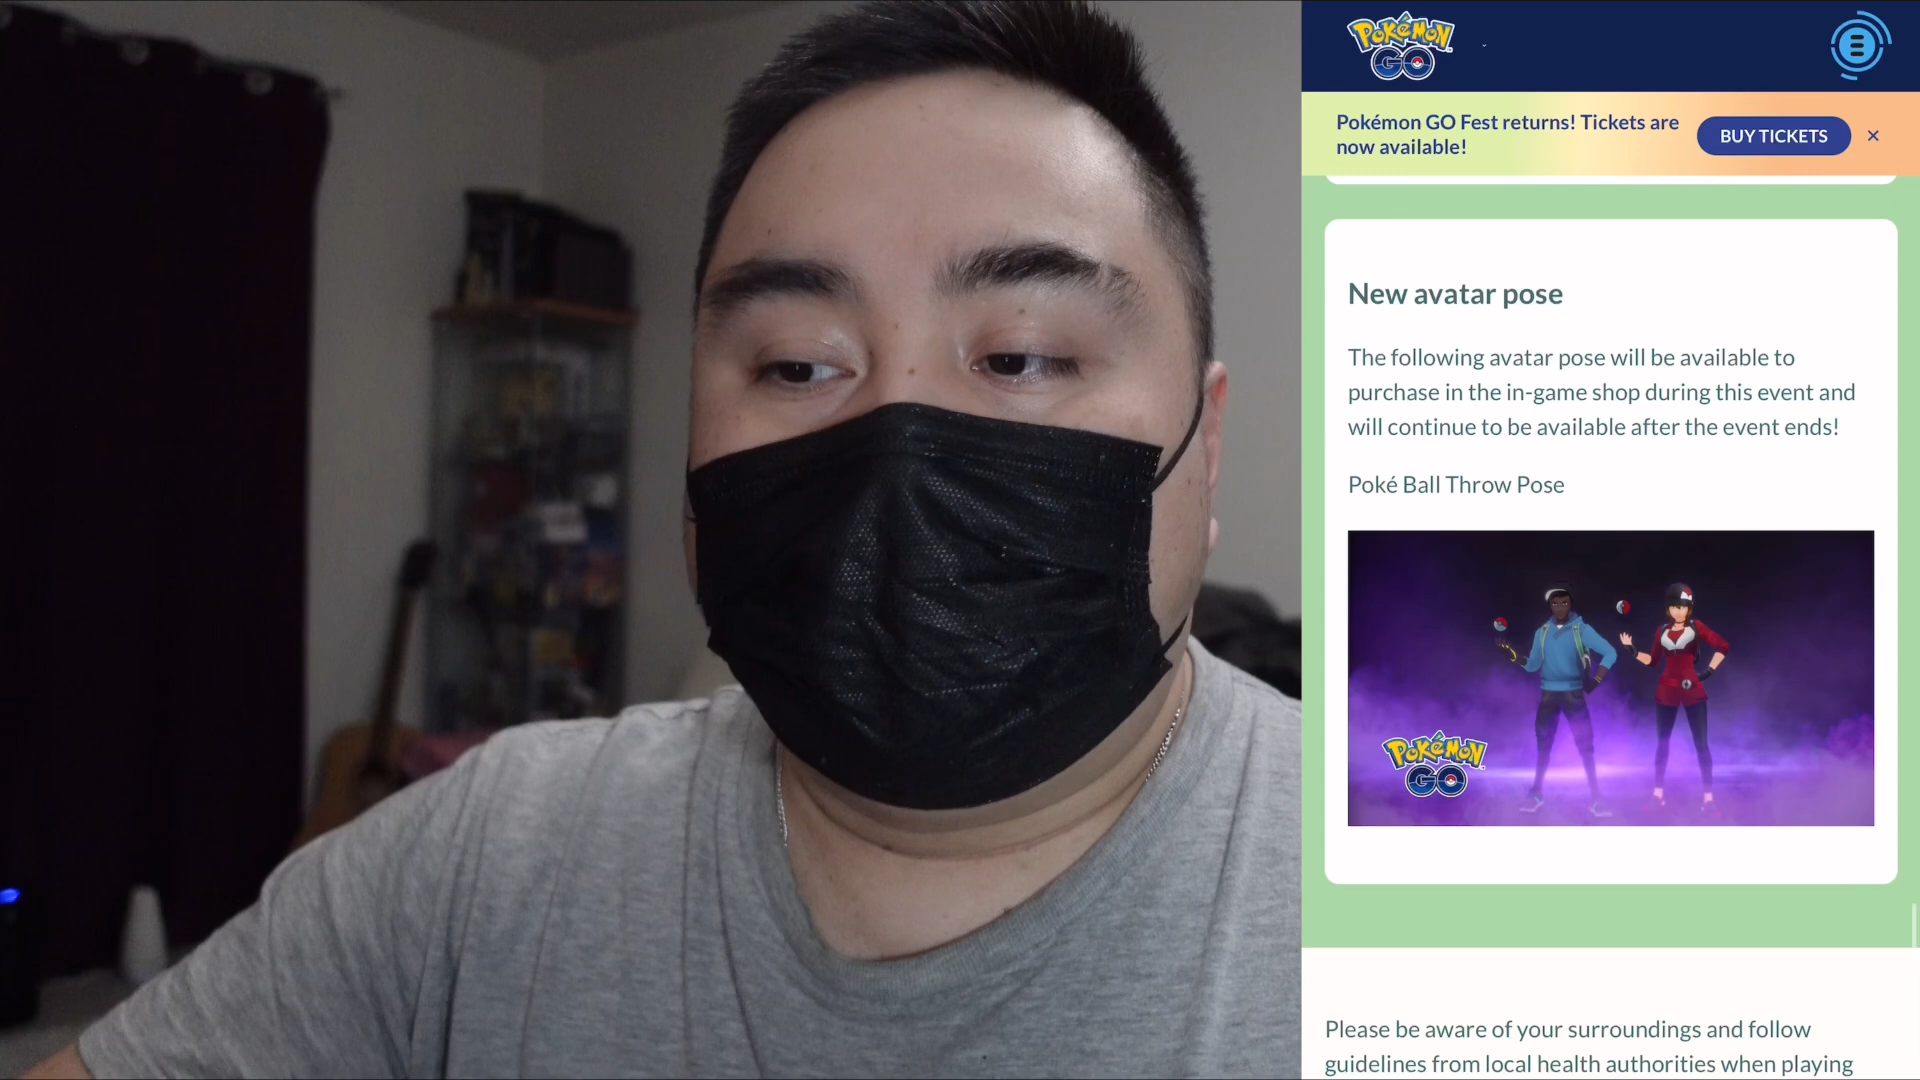 POKÉMON
GO
Pokémon GO Fest returns! Tickets are
now available!
BUY TICKETS
New avatar pose
The following avatar pose will be available to
purchase in the in-game shop during this event and
will continue to be available after the event ends!
Poké Ball Throw Pose
POKÉMON
GO
Please be aware of your surroundings and follow
guidelines from local health authorities when playing